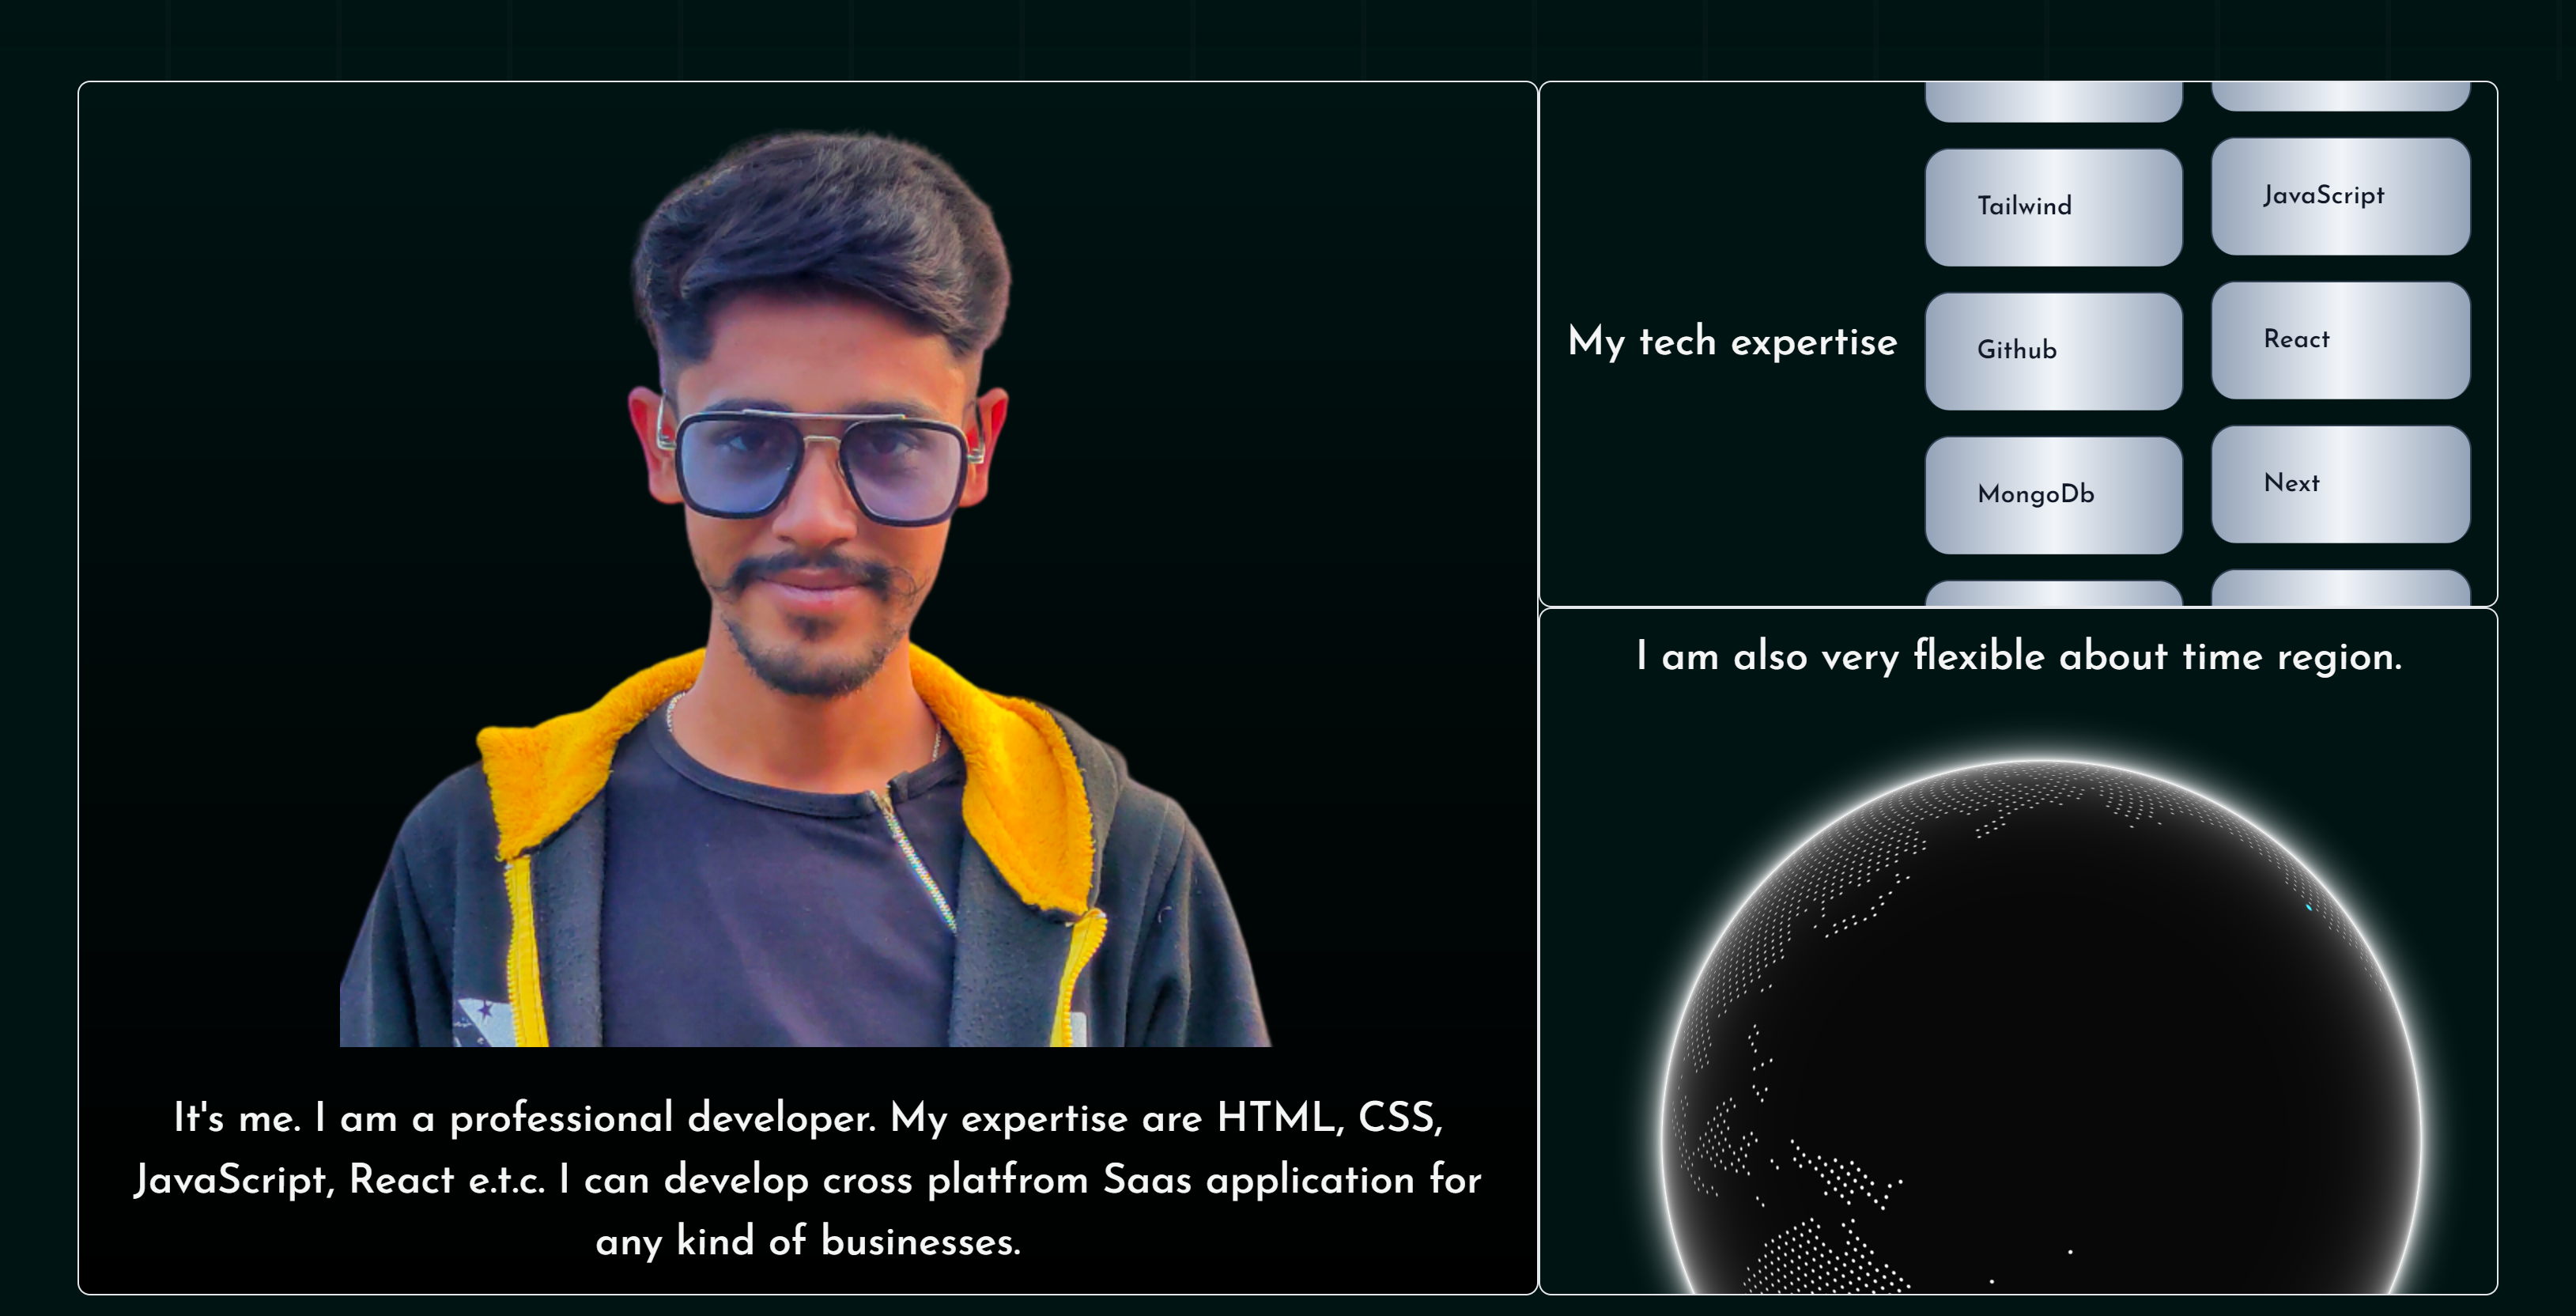 It's me. I am a professional developer. My expertise are HTML, CSS,
JavaScript, React e.t.c. I can develop cross platfrom Saas application for
any kind of businesses.
My tech expertise
Tailwind
Github
MongoDb
JavaScript
React
Next
I am also very flexible about time region.